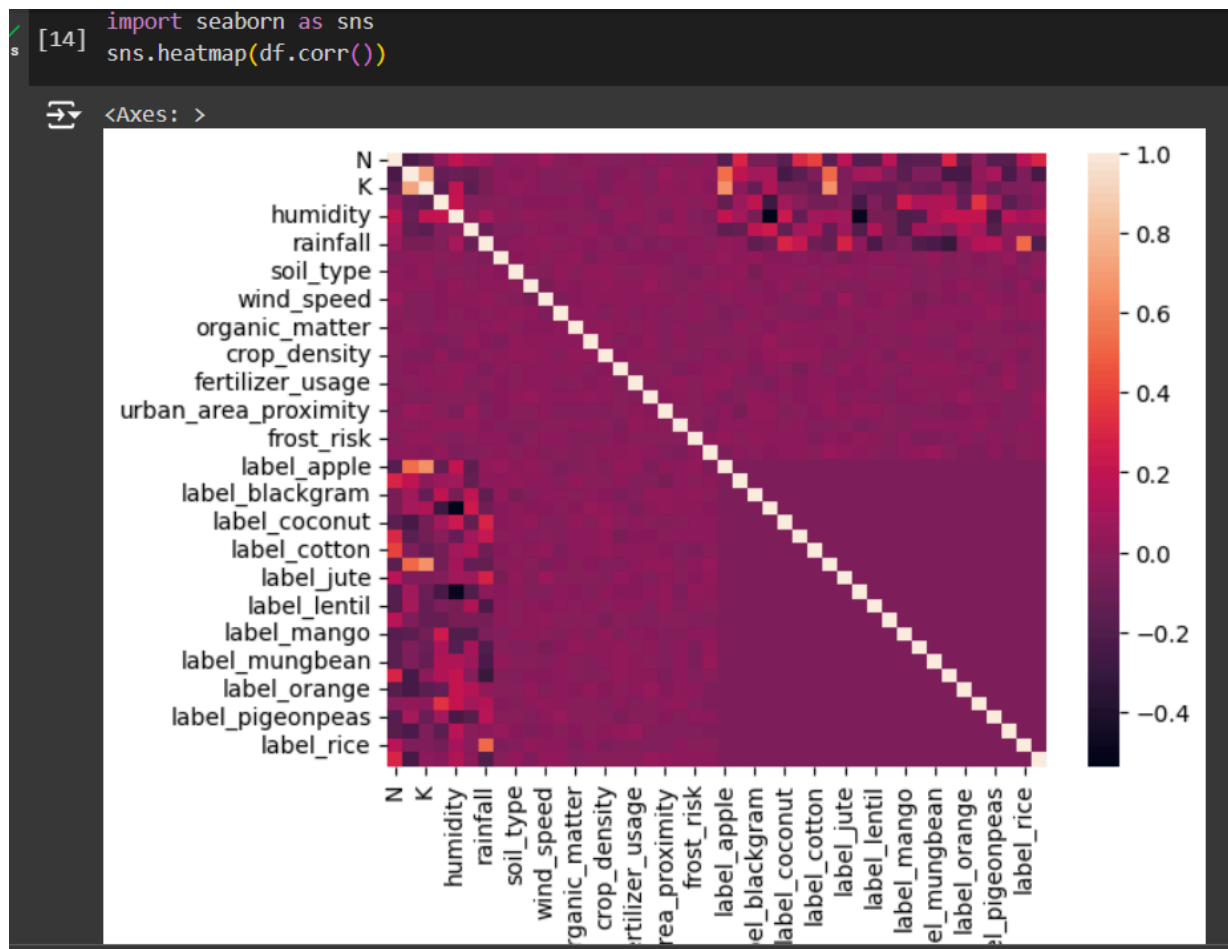 [14]
import seaborn as sns
sns.heatmap(df.corr())
s
<Axes: >
N
K
humidity
rainfall
soil_type
wind_speed
organic_matter
crop_density
fertilizer_usage
urban_area_proximity
frost_risk
label_apple
label_blackgram
label_coconut
label_cotton
label_jute
label_lentil
label_mango
label_mungbean
label_orange
label_pigeonpeas
label_rice
1.0
0.8
0.6
0.4
0.2
0.0
−0.2
−0.4
N
K
humidity
rainfall
soil_type
wind_speed
rganic_matter
crop_density
ertilizer_usage
rea_proximity
frost_risk
label_apple
el_blackgram
label_coconut
label_cotton
label_jute
label_lentil
label_mango
el_mungbean
label_orange
el_pigeonpeas
label_rice